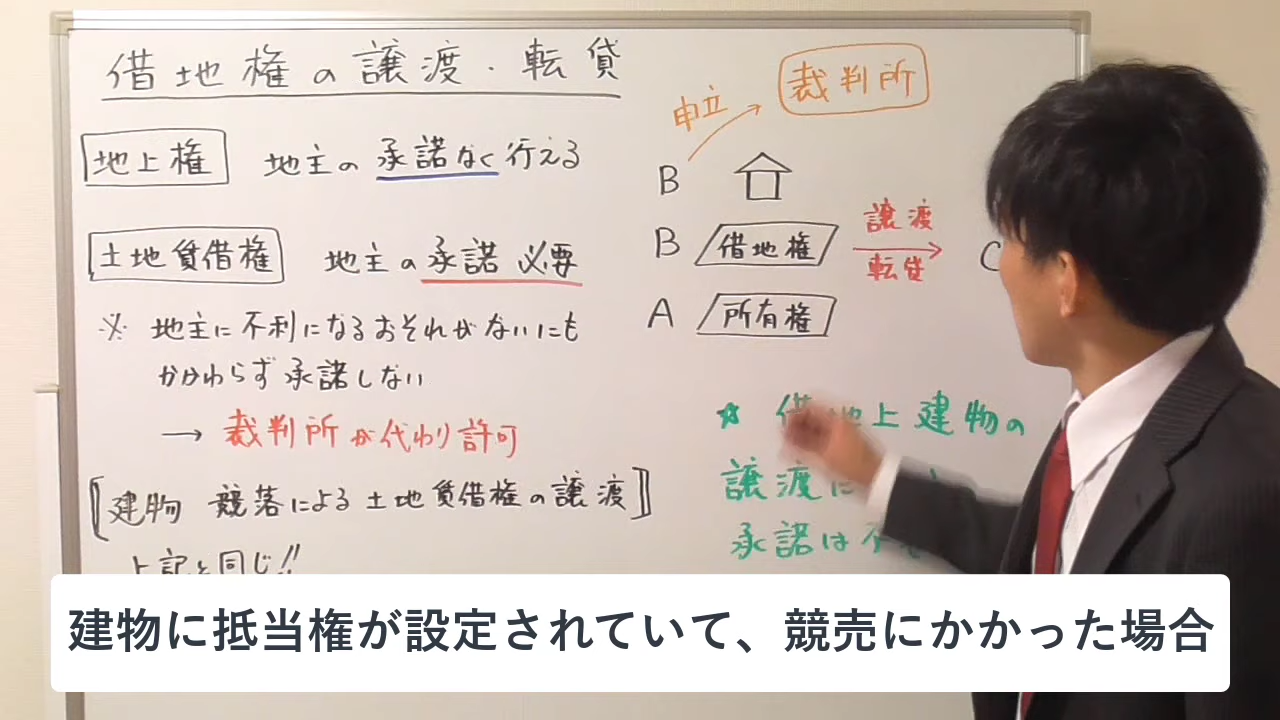 借地権の譲渡・転貸
地上権 地主の承諾なく行える
土地賃借権 地主の承諾必要
※ 地主に不利になるおそれがないにも
かかわらず承諾しない
→ 裁判所が代わり許可
〚建物 競落による土地賃借権の譲渡〛
上記と同じ!!
申立
裁判所
B
B 借地権
譲渡
転貸
C
A 所有権
☆ 借地上建物の
譲渡に
承諾は不
建物に抵当権が設定されていて、競売にかかった場合